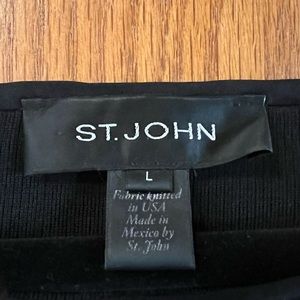 ST. JOHN
L
Fabric knitted
in USA
Made in
Mexico by
St. John